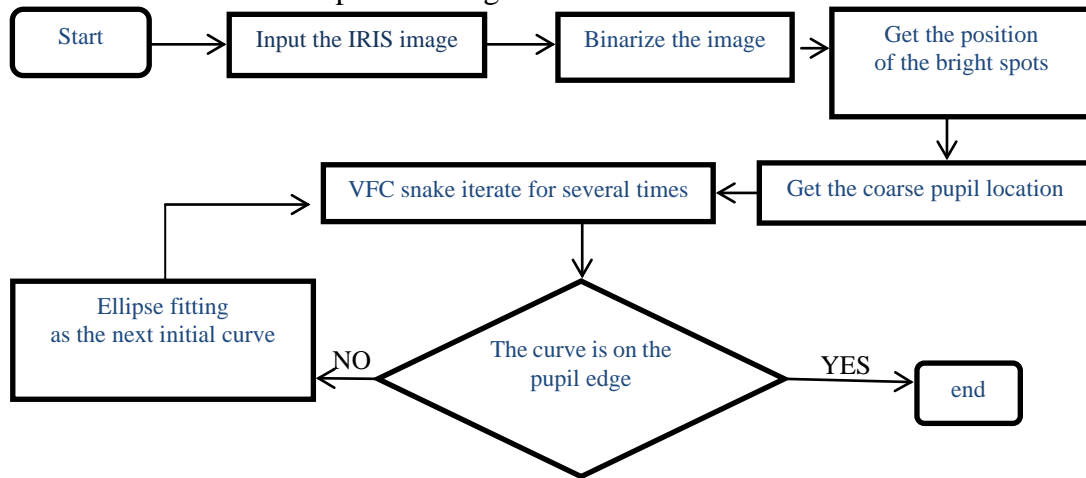 Start
Input the IRIS image
Binarize the image
Get the position
of the bright spots
Get the coarse pupil location
VFC snake iterate for several times
Ellipse fitting
as the next initial curve
NO
The curve is on the
pupil edge
YES
end